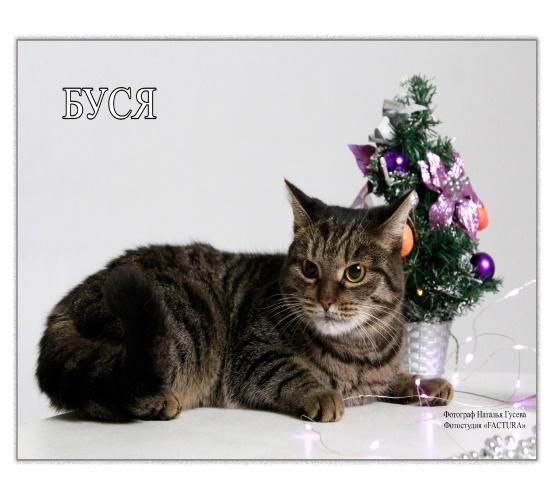 БУСЯ
Фотограф Наталья Гусева
Фотостудия «FACTURA»